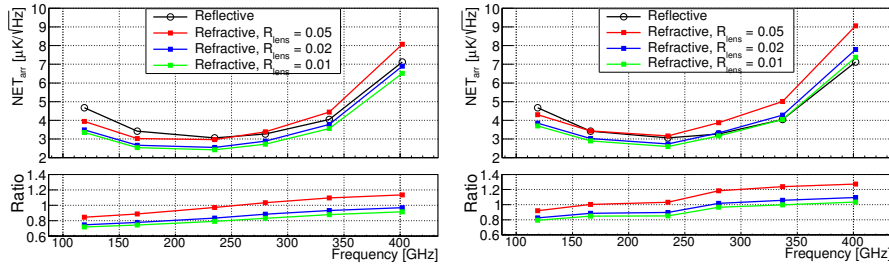 NET_arr [μK/√Hz]
10
9
8
7
6
5
4
3
2
Reflective
Refractive, R_lens = 0.05
Refractive, R_lens = 0.02
Refractive, R_lens = 0.01
Ratio
1.4
1.2
1
0.8
0.6
100 150 200 250 300 350 400
Frequency [GHz]
NET_arr [μK/√Hz]
10
9
8
7
6
5
4
3
2
Reflective
Refractive, R_lens = 0.05
Refractive, R_lens = 0.02
Refractive, R_lens = 0.01
Ratio
1.4
1.2
1
0.8
0.6
100 150 200 250 300 350 400
Frequency [GHz]